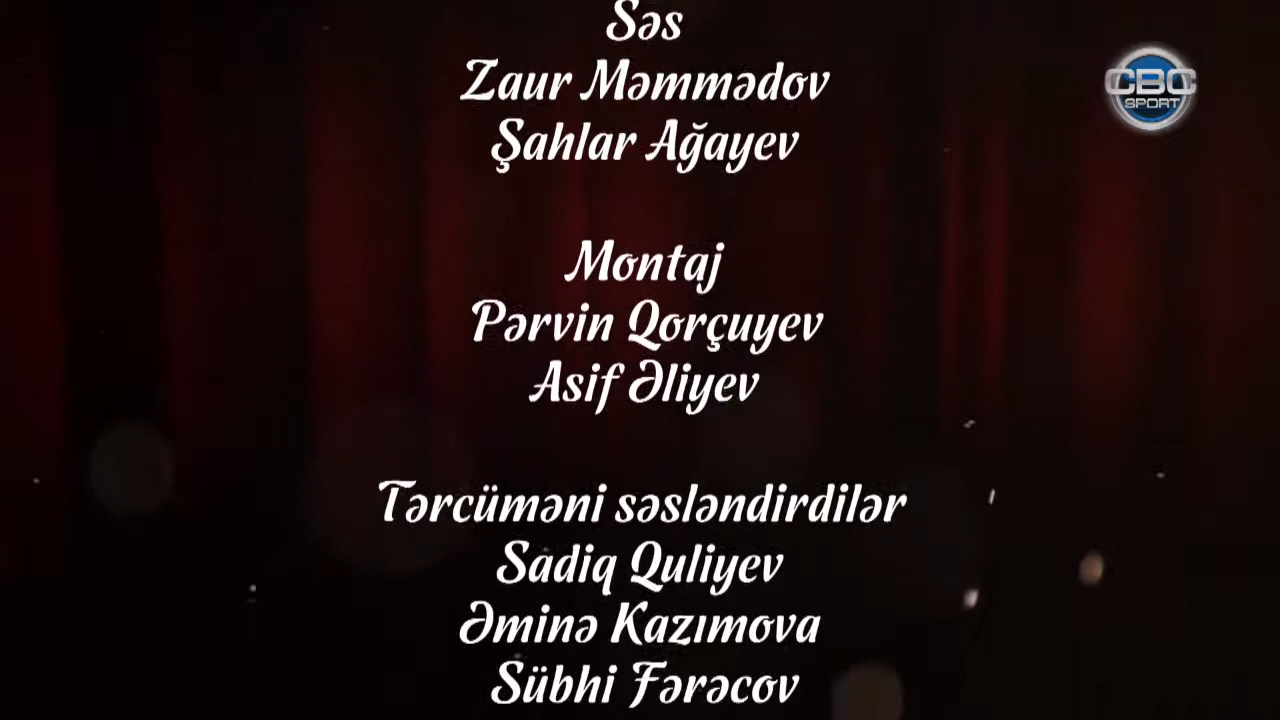 Səs
Zaur Məmmədov
Şahlar Ağayev
Montaj
Pərvin Qorçuyev
Asif Əliyev
Tərcüməni səsləndirdilər
Sadiq Quliyev
Əminə Kazımova
Sübhi Fərəcov
CBC
SPORT